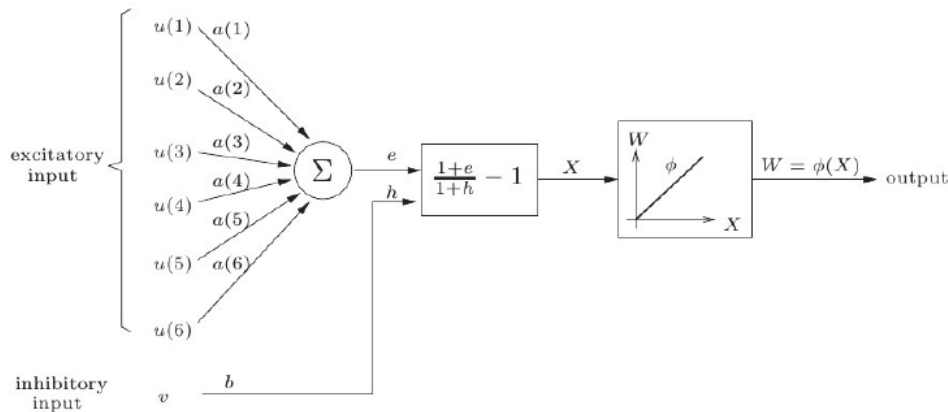 u(1) a(1)
u(2) a(2)
u(3) a(3)
u(4) a(4)
u(5) a(5)
u(6) a(6)
excitatory
input
Σ
e
h
1+e
1+h
− 1
X
W
ϕ
X
W = ϕ(X)
output
inhibitory
input
v
b